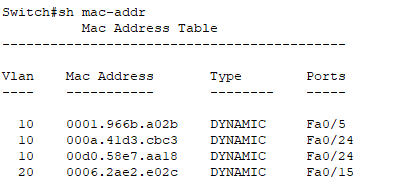 Switch#sh mac-addr
Mac Address Table
-------------------------------------------
Vlan Mac Address Type Ports
---- ----------- -------- -----
10 0001.966b.a02b DYNAMIC Fa0/5
10 000a.41d3.cbc3 DYNAMIC Fa0/24
10 00d0.58e7.aa18 DYNAMIC Fa0/24
20 0006.2ae2.e02c DYNAMIC Fa0/15